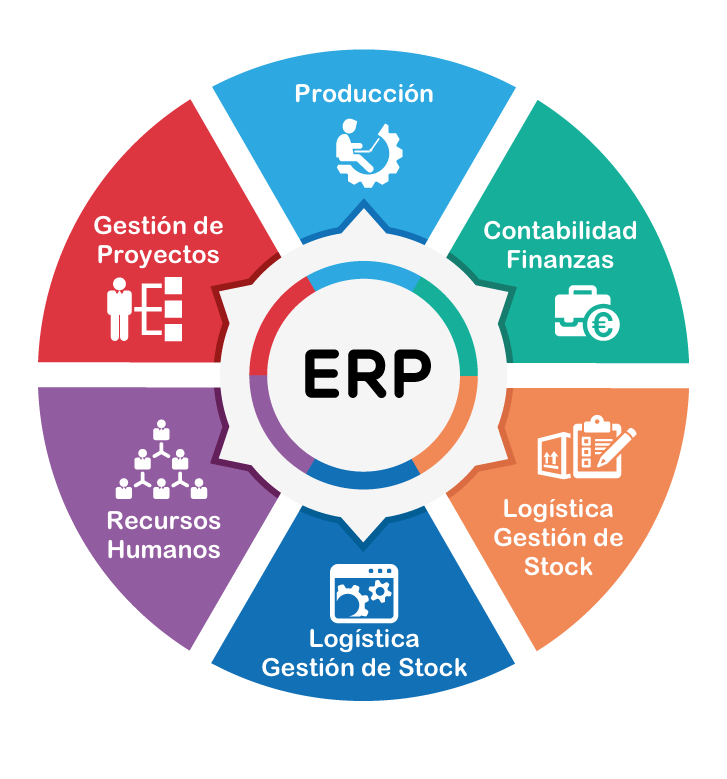 Producción
Contabilidad
Finanzas
Logística
Gestión de
Stock
Logística
Gestión de Stock
Recursos
Humanos
Gestión de
Proyectos
ERP
€